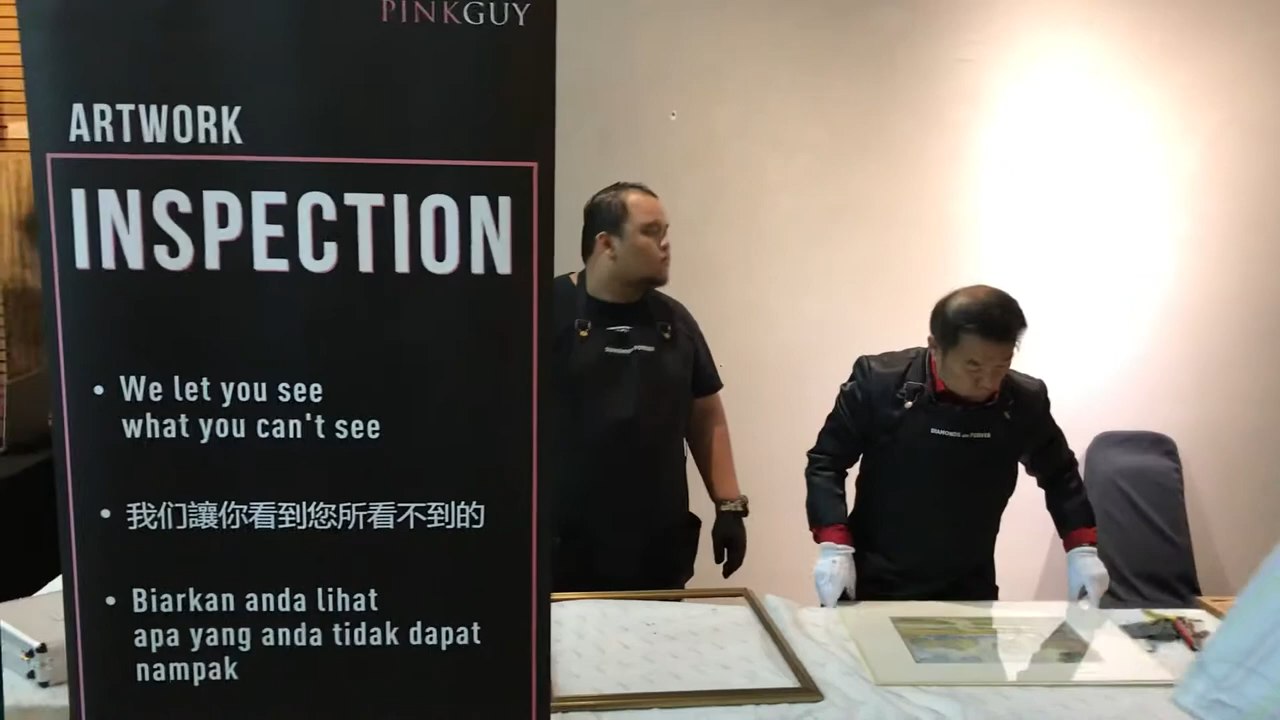 PINKGUY
ARTWORK
INSPECTION
• We let you see
what you can't see
• 我们讓你看到您所看不到的
• Biarkan anda lihat
apa yang anda tidak dapat
nampak
DIAMONDS FOREVER